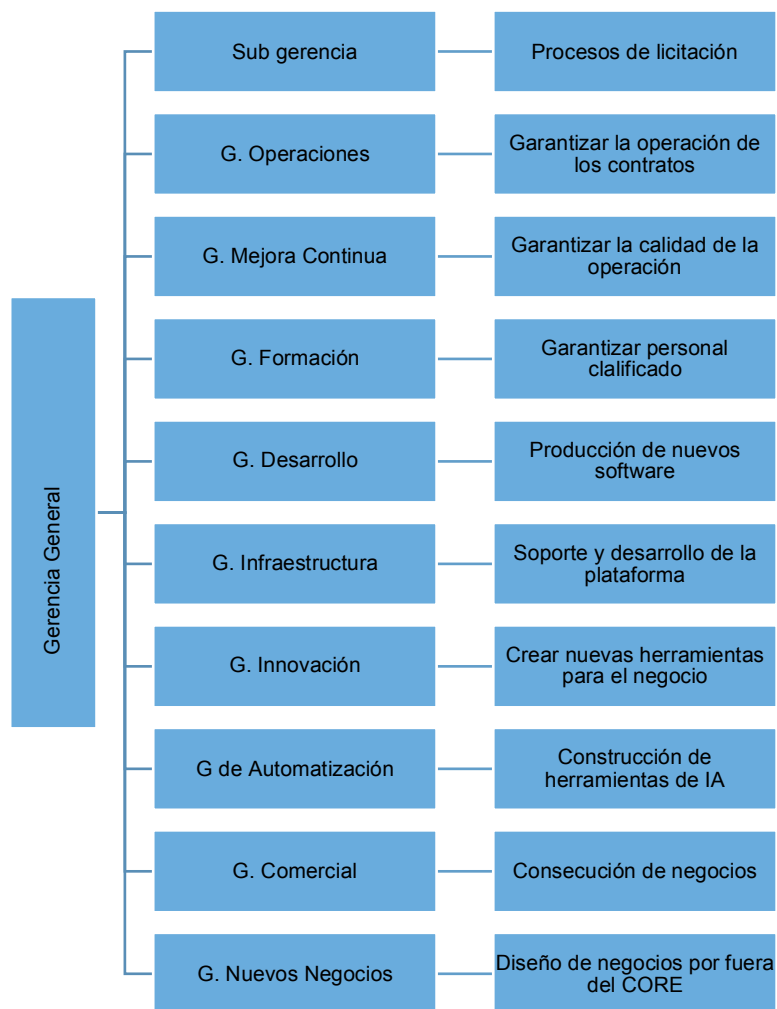 Gerencia General
Sub gerencia
Procesos de licitación
G. Operaciones
Garantizar la operación de
los contratos
G. Mejora Continua
Garantizar la calidad de la
operación
G. Formación
Garantizar personal
clalificado
G. Desarrollo
Producción de nuevos
software
G. Infraestructura
Soporte y desarrollo de la
plataforma
G. Innovación
Crear nuevas herramientas
para el negocio
G de Automatización
Construcción de
herramientas de IA
G. Comercial
Consecución de negocios
G. Nuevos Negocios
Diseño de negocios por fuera
del CORE